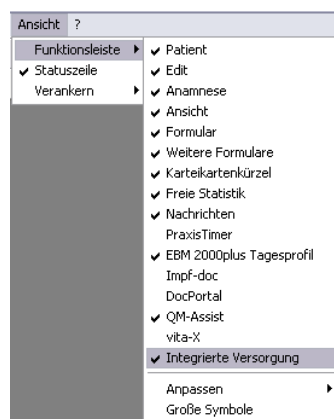 Ansicht ?
Funktionsleiste
Statuszeile
Verankern
Patient
Edit
Anamnese
Ansicht
Formular
Weitere Formulare
Karteikartenkürzel
Freie Statistik
Nachrichten
PraxisTimer
EBM 2000plus Tagesprofil
Impf-doc
DocPortal
QM-Assist
vita-X
Integrierte Versorgung
Anpassen
Große Symbole